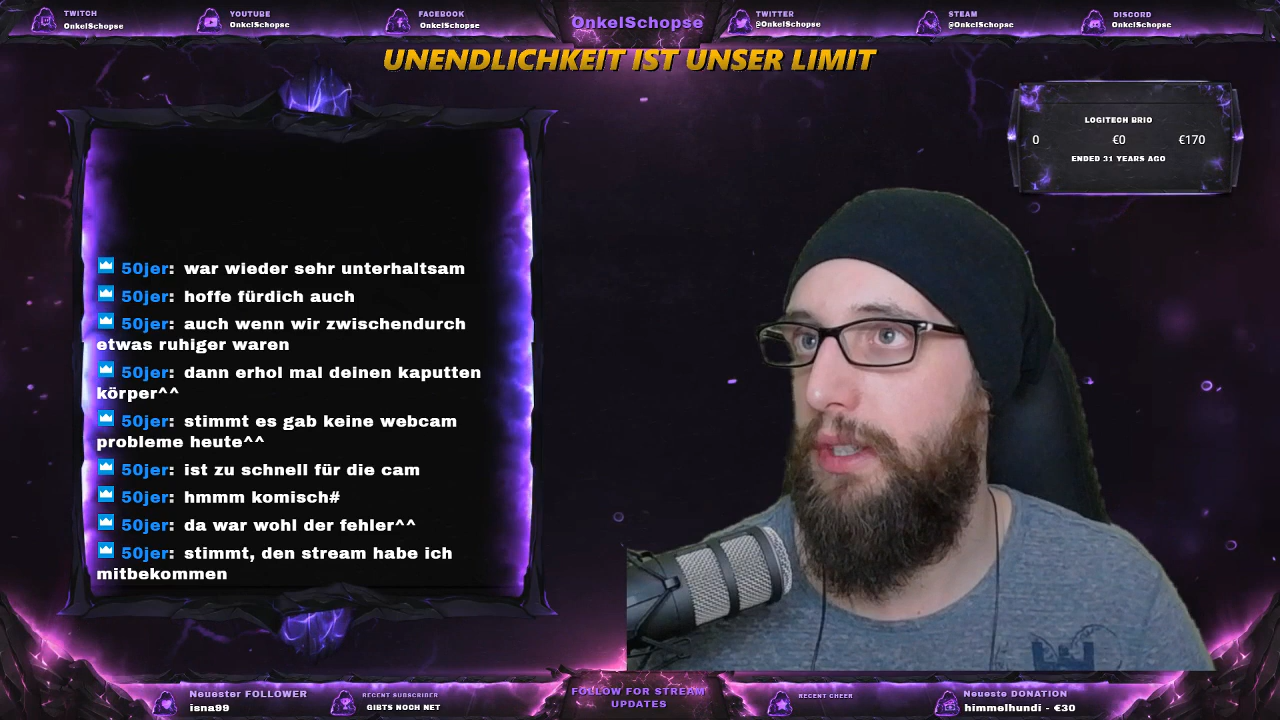 TWITCH
OnkelSchopse
YOUTUBE
OnkelSchopse
FACEBOOK
OnkelSchopse
OnkelSchopse
TWITTER
@OnkelSchopse
STEAM
@OnkelSchopse
DISCORD
OnkelSchopse
UNENDLICHKEIT IST UNSER LIMIT
LOGITECH BRIO
0 €0 €170
ENDED 31 YEARS AGO
50jer: war wieder sehr unterhaltsam
50jer: hoffe fürdich auch
50jer: auch wenn wir zwischendurch
etwas ruhiger waren
50jer: dann erhol mal deinen kaputten
körper^^
50jer: stimmt es gab keine webcam
probleme heute^^
50jer: ist zu schnell für die cam
50jer: hmmm komisch#
50jer: da war wohl der fehler^^
50jer: stimmt, den stream habe ich
mitbekommen
Neuester FOLLOWER
isna99
RECENT SUBSCRIBER
GIBTS NOCH NET
FOLLOW FOR STREAM
UPDATES
RECENT CHEER
Neueste DONATION
himmelhundi - €30